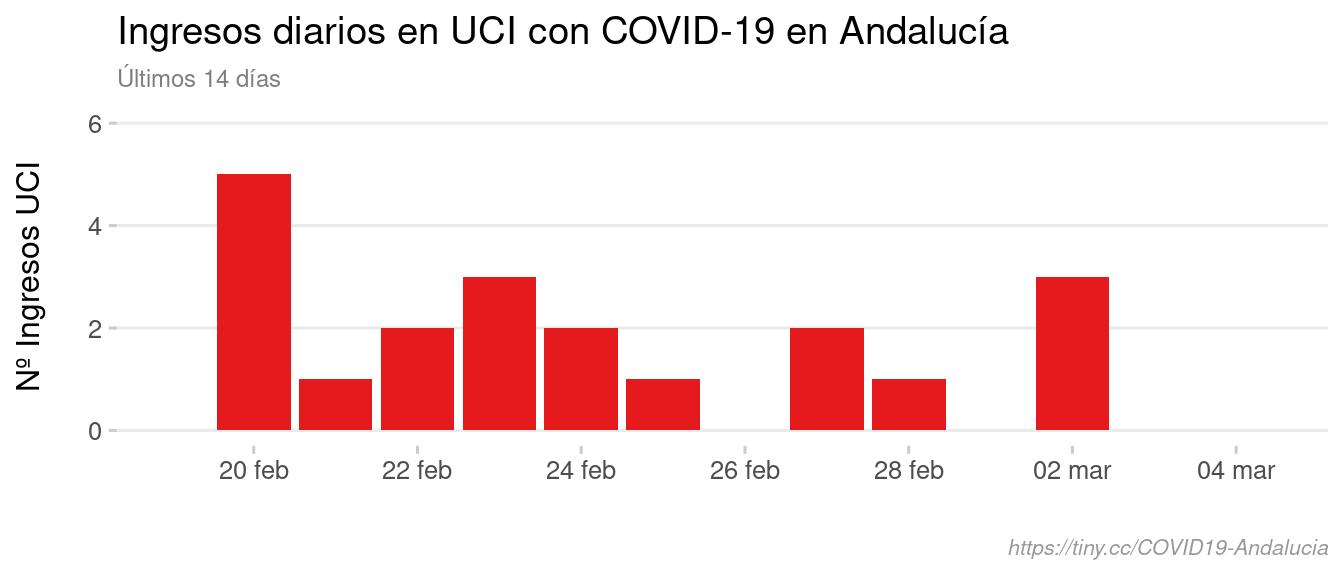 Ingresos diarios en UCI con COVID-19 en Andalucía
Últimos 14 días
Nº Ingresos UCI
6
4
2
0
20 feb
22 feb
24 feb
26 feb
28 feb
02 mar
04 mar
https://tiny.cc/COVID19-Andalucia